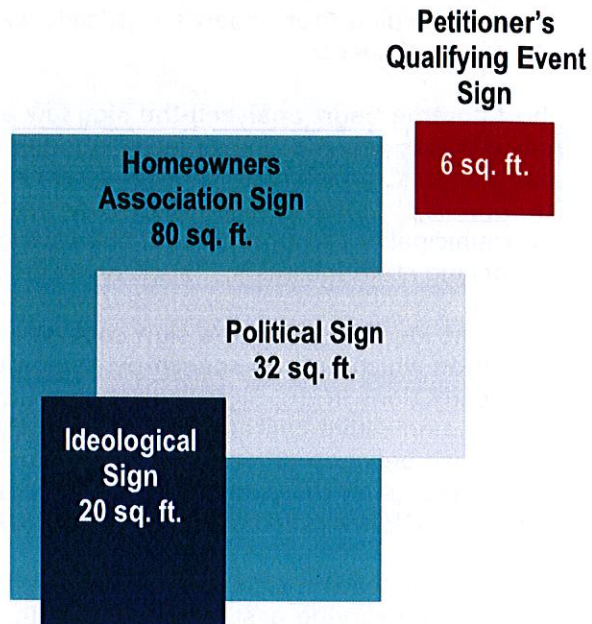 Petitioner's
Qualifying Event
Sign
6 sq. ft.
Homeowners
Association Sign
80 sq. ft.
Political Sign
32 sq. ft.
Ideological
Sign
20 sq. ft.